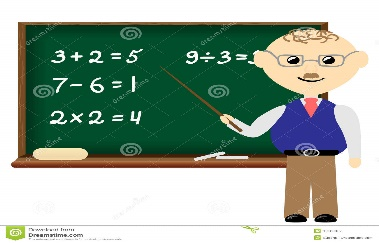 3+2=5
7-6=1
2×2=4
9÷3=
Download from
Dreamstime.com